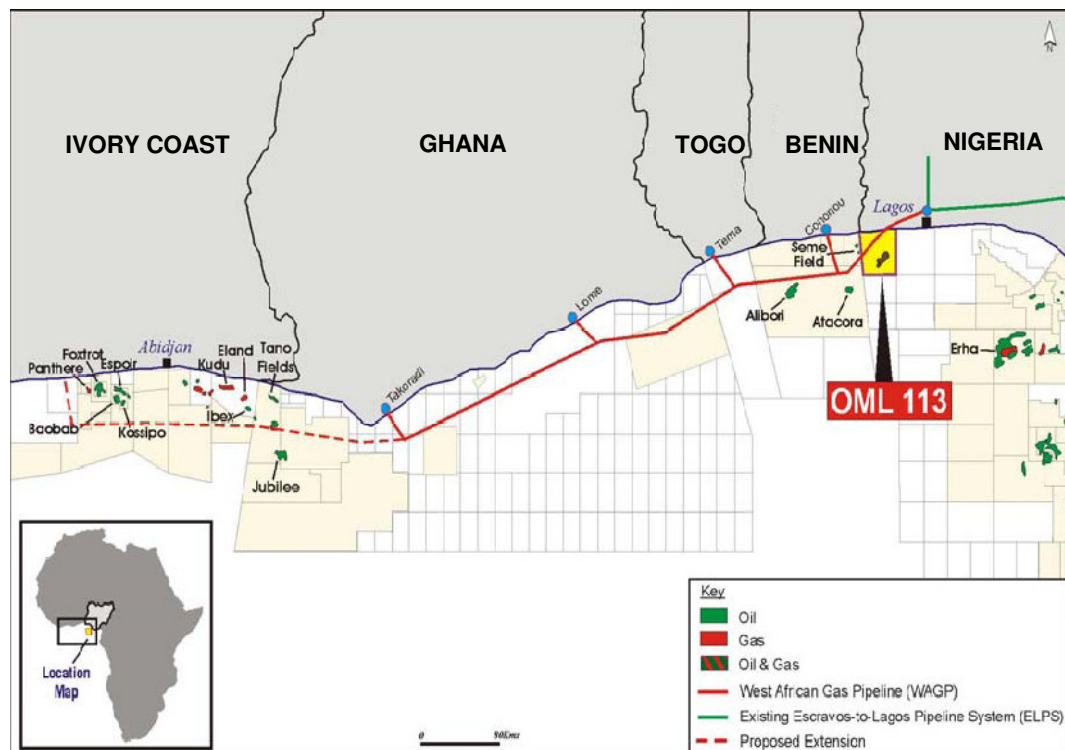 N
IVORY COAST
GHANA
TOGO
BENIN
NIGERIA
Lagos
Cononou
Tema
Seme
Field
Alibori
Atacora
Lome
Erha
OML 113
Abidjan
Foxtrot
Panthere
Espoir
Kudu
Eland
Tano
Fields
Takoradi
Ibex
Baobab
Kossipo
Jubilee
Location
Map
0 80Kms
Key
Oil
Gas
Oil & Gas
West African Gas Pipeline (WAGP)
Existing Escravos-to-Lagos Pipeline System (ELPS)
Proposed Extension